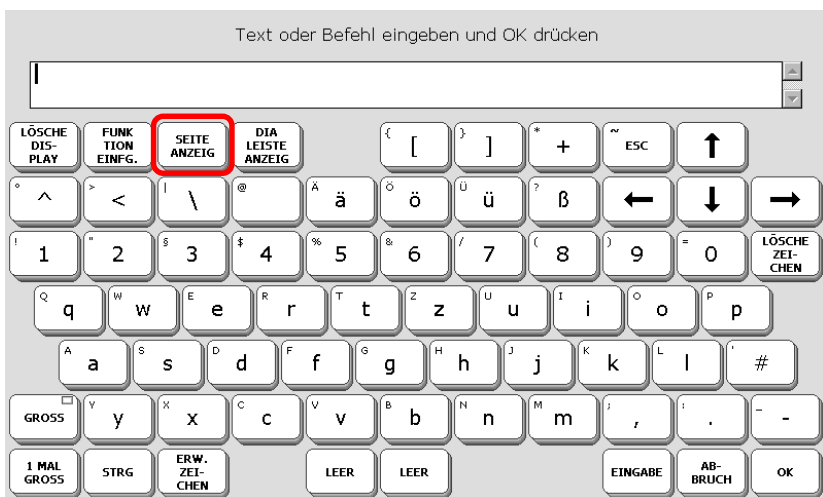 Text oder Befehl eingeben und OK drücken
LÖSCHE DIS- PLAY FUNK TION EINFG. SEITE ANZEIG DIA LEISTE ANZEIG { [ } ] * + ~ ESC ↑
° ^ > < | \ @ Ä ä Ö ö Ü ü ? ß ← ↓ →
! 1 " 2 § 3 $ 4 % 5 & 6 / 7 ( 8 ) 9 = 0 LÖSCHE ZEI- CHEN
Q q W w E e R r T t Z z U u I i O o P p
A a S s D d F f G g H h J j K k L l ' #
GROSS Y y X x C c V v B b N n M m ; , : . _ -
1 MAL GROSS STRG ERW. ZEI- CHEN LEER LEER EINGABE AB- BRUCH OK